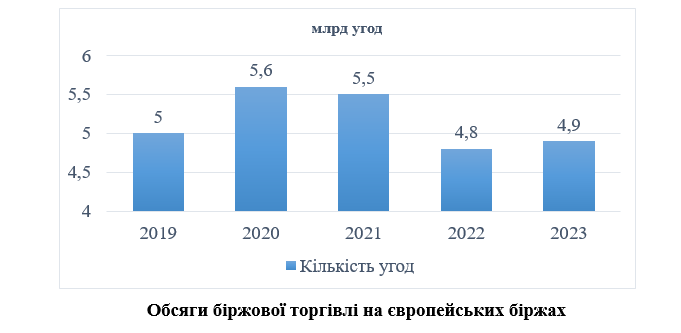 млрд угод
6
5,5
5
4,5
4
5
5,6
5,5
4,8
4,9
2019 2020 2021 2022 2023
Кількість угод
Обсяги біржової торгівлі на європейських біржах